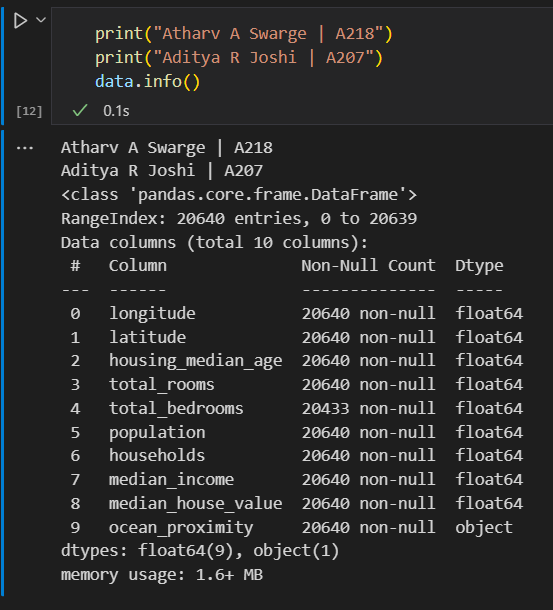 print("Atharv A Swarge | A218")
print("Aditya R Joshi | A207")
data.info()
[12]
0.1s
...
Atharv A Swarge | A218
Aditya R Joshi | A207
<class 'pandas.core.frame.DataFrame'>
RangeIndex: 20640 entries, 0 to 20639
Data columns (total 10 columns):
 #   Column              Non-Null Count  Dtype
---  ------              --------------  -----
 0   longitude           20640 non-null  float64
 1   latitude            20640 non-null  float64
 2   housing_median_age  20640 non-null  float64
 3   total_rooms         20640 non-null  float64
 4   total_bedrooms      20433 non-null  float64
 5   population          20640 non-null  float64
 6   households          20640 non-null  float64
 7   median_income       20640 non-null  float64
 8   median_house_value  20640 non-null  float64
 9   ocean_proximity     20640 non-null  object
dtypes: float64(9), object(1)
memory usage: 1.6+ MB